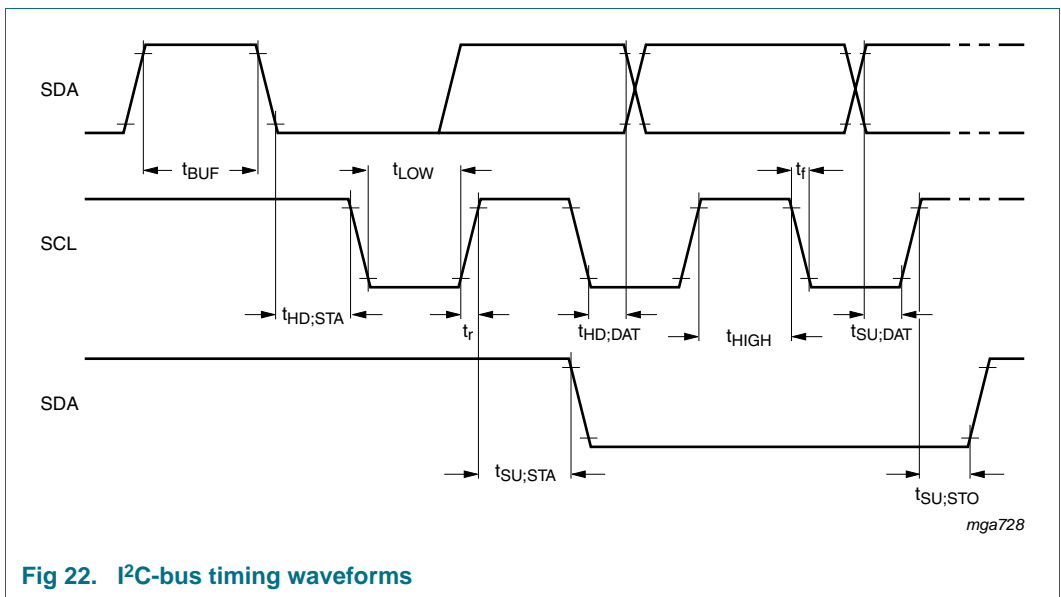 SDA
tBUF
tLOW
tf
SCL
tHD;STA
tr
tHD;DAT
tHIGH
tSU;DAT
SDA
tSU;STA
tSU;STO
mga728
Fig 22. I²C-bus timing waveforms